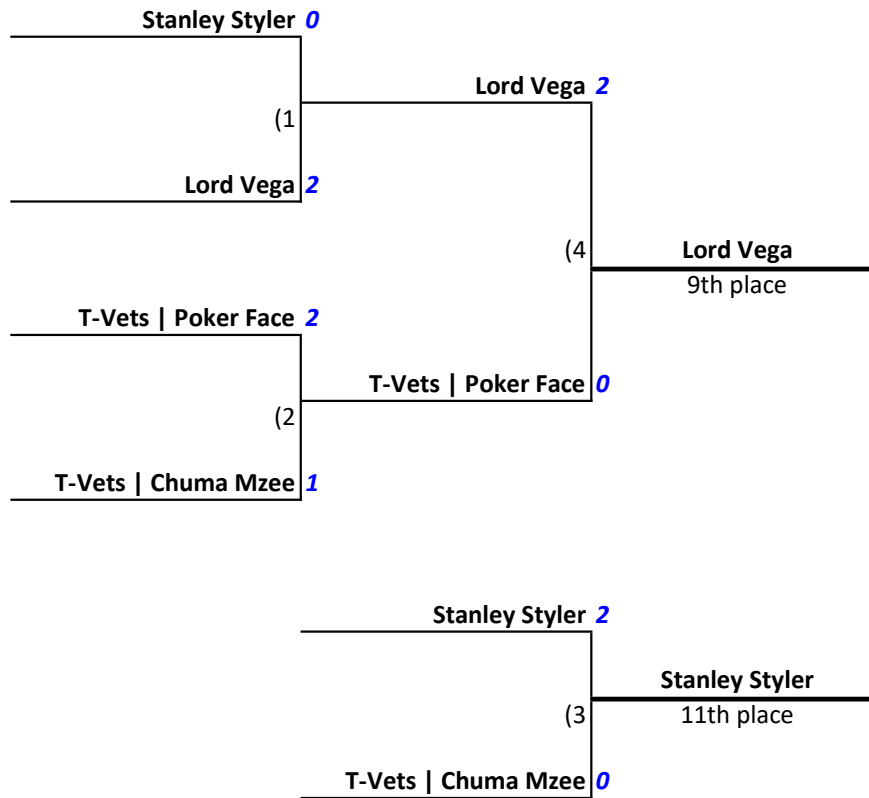 Stanley Styler 0
Lord Vega 2
(1
Lord Vega 2
(4
Lord Vega
9th place
T-Vets | Poker Face 2
T-Vets | Poker Face 0
(2
T-Vets | Chuma Mzee 1
Stanley Styler 2
Stanley Styler
(3
11th place
T-Vets | Chuma Mzee 0